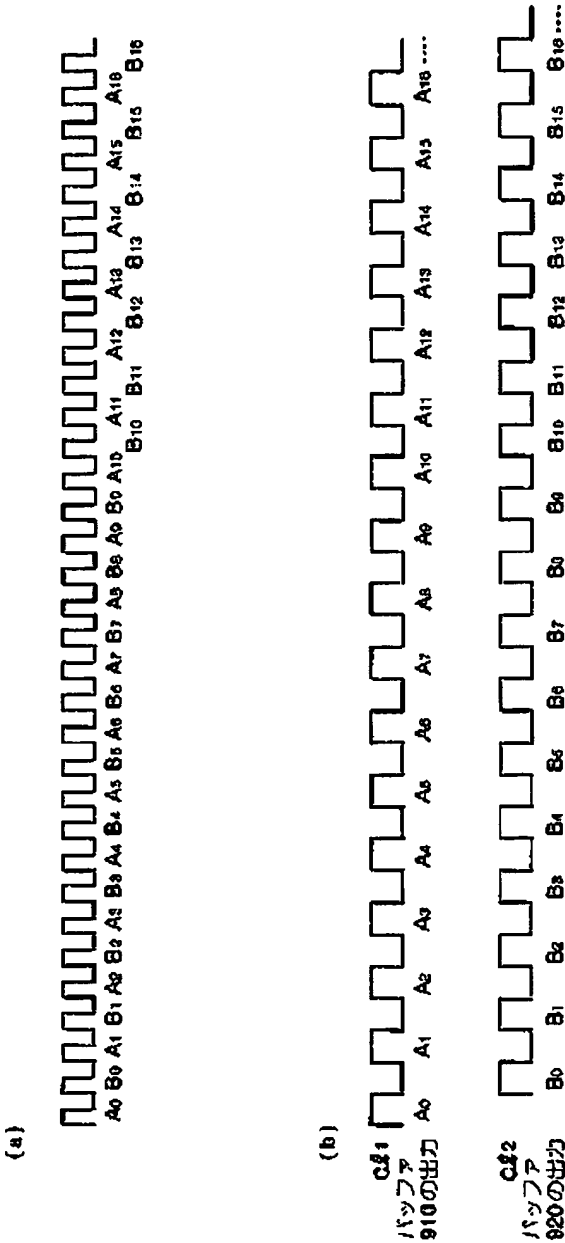 (a)
A0 B0 A1 B1 A2 B2 A3 B3 A4 B4 A5 B5 A6 B6 A7 B7 A8 B8 A9 B9 A10 A11 A12 A13 A14 A15 A16
B10 B11 B12 B13 B14 B15 B16
(b)
Cℓ1
バッファ
910の出力
A0 A1 A2 A3 A4 A5 A6 A7 A8 A9 A10 A11 A12 A13 A14 A15 A16 ····
Cℓ2
バッファ
920の出力
B0 B1 B2 B3 B4 B5 B6 B7 B8 B9 B10 B11 B12 B13 B14 B15 B16 ····